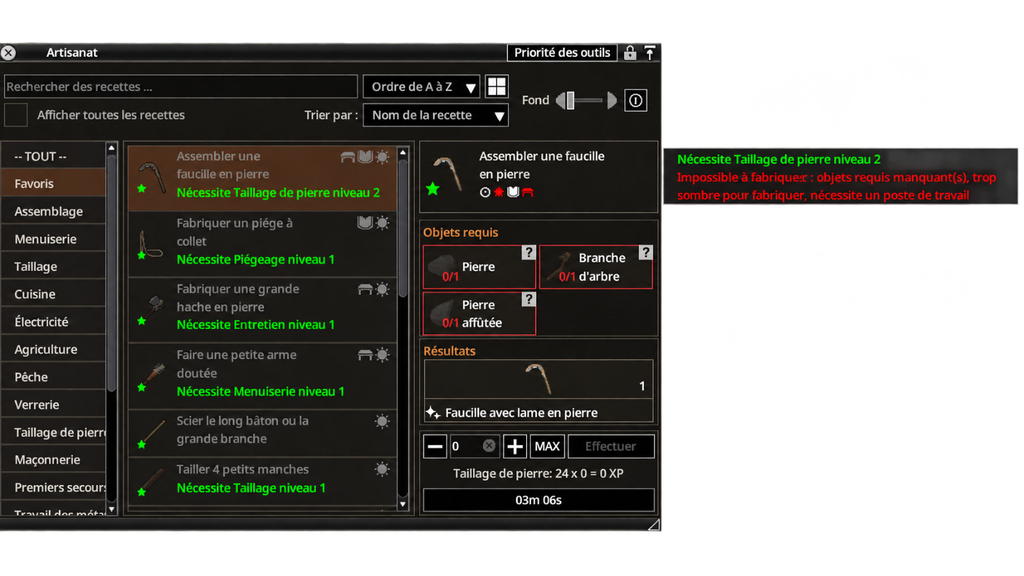 Artisanat
Priorité des outils
Rechercher des recettes ...
Ordre de A à Z
Fond
Afficher toutes les recettes
Trier par :
Nom de la recette
-- TOUT --
Favoris
Assemblage
Menuiserie
Taillage
Cuisine
Électricité
Agriculture
Pêche
Verrerie
Taillage de pierre
Maçonnerie
Premiers secours
Travail des méta
Assembler une
faucille en pierre
Nécessite Taillage de pierre niveau 2
Fabriquer un piége à
collet
Nécessite Piégeage niveau 1
Fabriquer une grande
hache en pierre
Nécessite Entretien niveau 1
Faire une petite arme
doutée
Nécessite Menuiserie niveau 1
Scier le long bâton ou la
grande branche
Tailler 4 petits manches
Nécessite Taillage niveau 1
Assembler une faucille
en pierre
Objets requis
?
Pierre
0/1
?
Branche
0/1 d'arbre
?
Pierre
0/1 affûtée
Résultats
1
Faucille avec lame en pierre
0
MAX
Effectuer
Taillage de pierre: 24 x 0 = 0 XP
03m 06s
Nécessite Taillage de pierre niveau 2
Impossible à fabriquer : objets requis manquant(s), trop
sombre pour fabriquer, nécessite un poste de travail